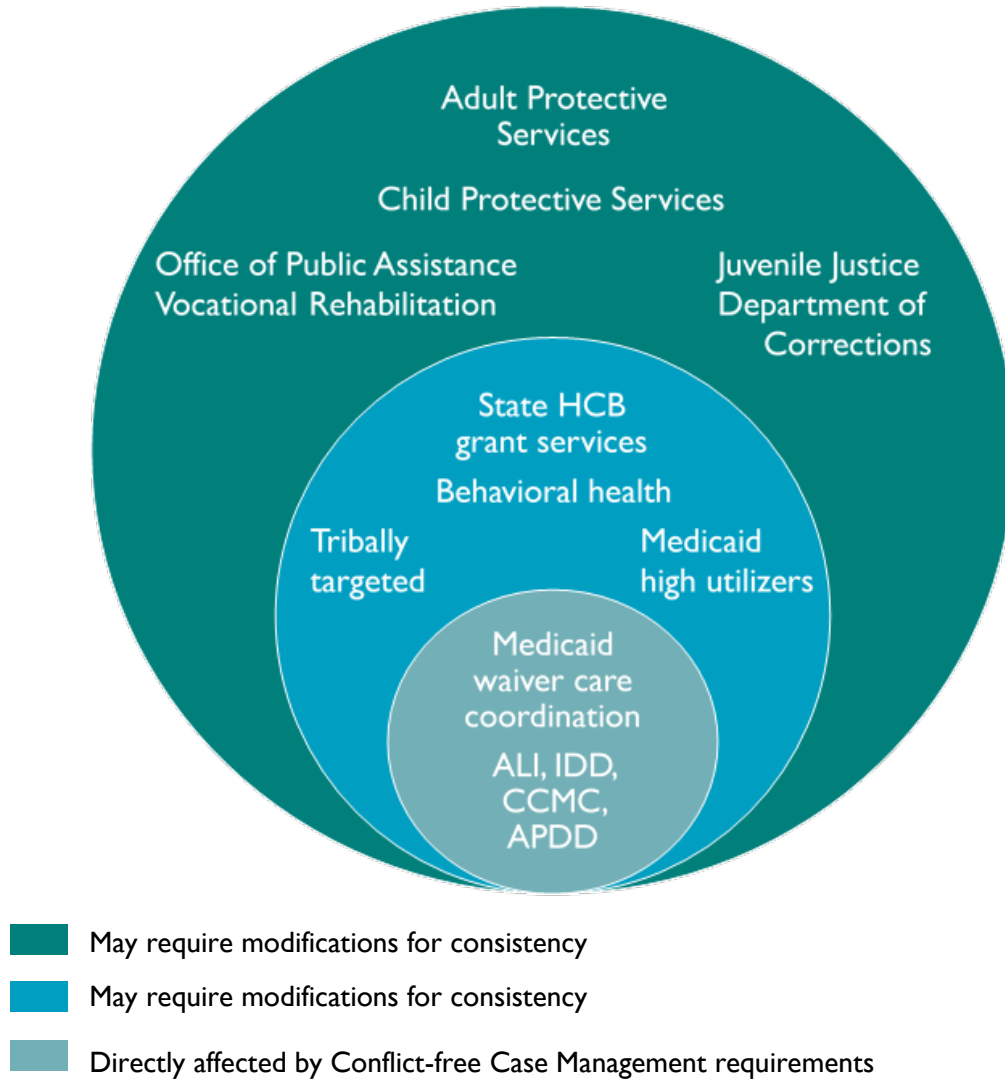 Adult Protective
Services
Child Protective Services
Office of Public Assistance
Vocational Rehabilitation
Juvenile Justice
Department of
Corrections
State HCB
grant services
Behavioral health
Tribally
targeted
Medicaid
high utilizers
Medicaid
waiver care
coordination
ALI, IDD,
CCMC,
APDD
May require modifications for consistency
May require modifications for consistency
Directly affected by Conflict-free Case Management requirements